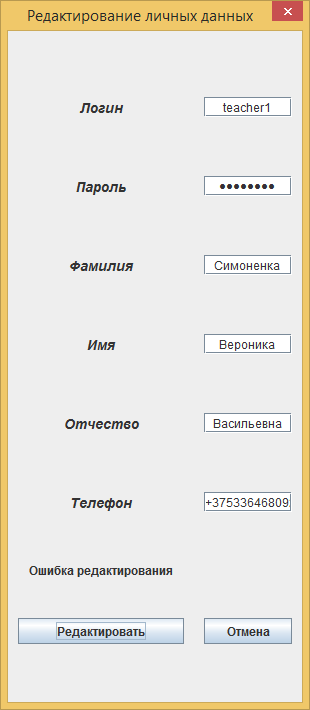 Редактирование личных данных
Логин teacher1
Пароль ●●●●●●●●
Фамилия Симоненка
Имя Вероника
Отчество Васильевна
Телефон +37533646809
Ошибка редактирования
Редактировать Отмена